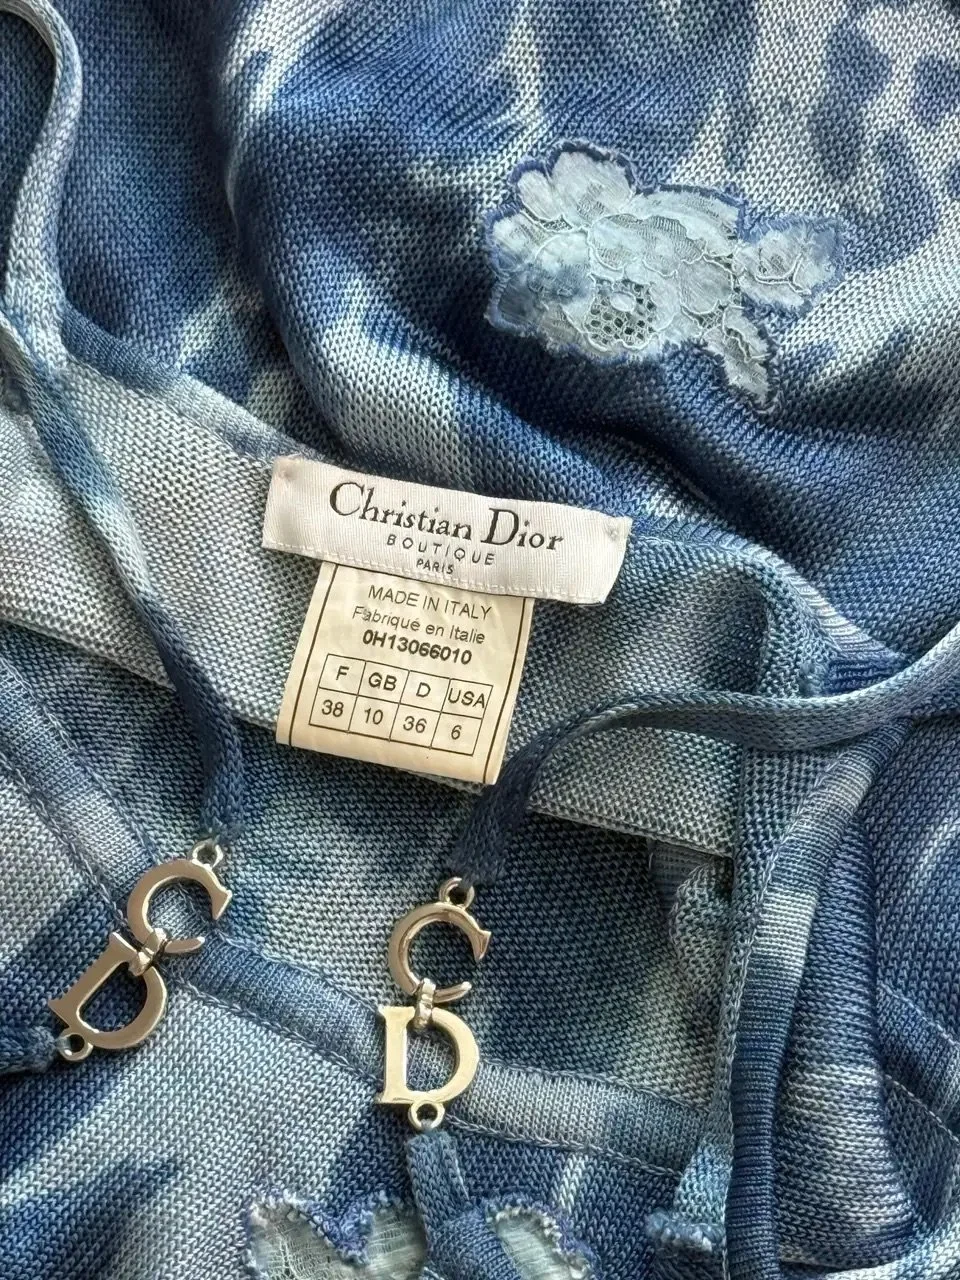 Christian Dior
BOUTIQUE
PARIS
MADE IN ITALY
Fabriqué en Italie
0H13066010
F GB D USA
38 10 36 6
C C
D D